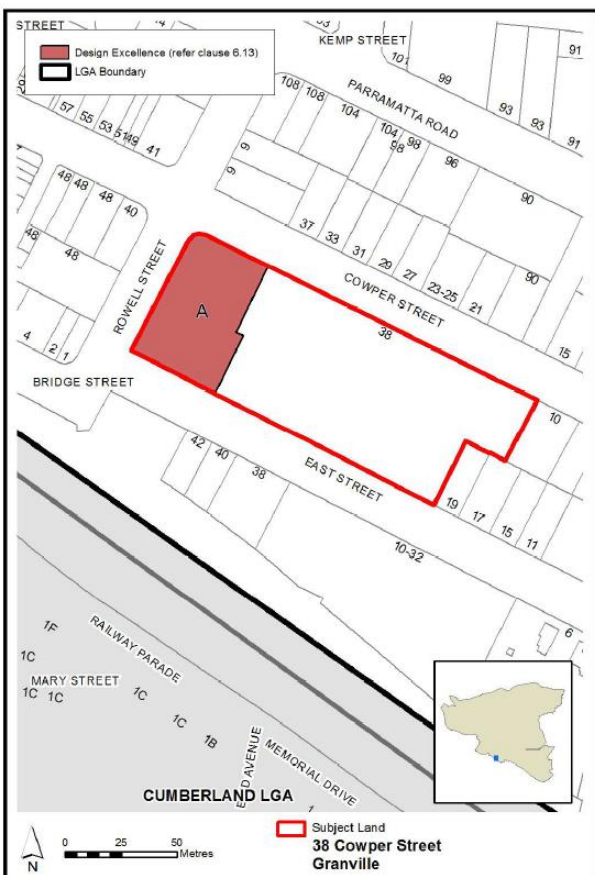 STREET
Design Excellence (refer clause 6.13)
LGA Boundary
KEMP STREET
101
99
93
93
91
91
57
55
53
51
49
41
108
108
104
104
98
98
96
90
PARRAMATTA ROAD
9
9
48
48
48
40
48
48
37
33
31
29
27
23-25
21
90
15
COWPER STREET
ROWELL STREET
A
38
4
2
1
BRIDGE STREET
10
42
40
38
EAST STREET
19
17
15
11
10-32
6
1F
1C
RAILWAY PARADE
MARY STREET
1C
1C
1C
1C
1B
MEMORIAL DRIVE
CUMBERLAND LGA
N
0
25
50
Metres
Subject Land
38 Cowper Street
Granville